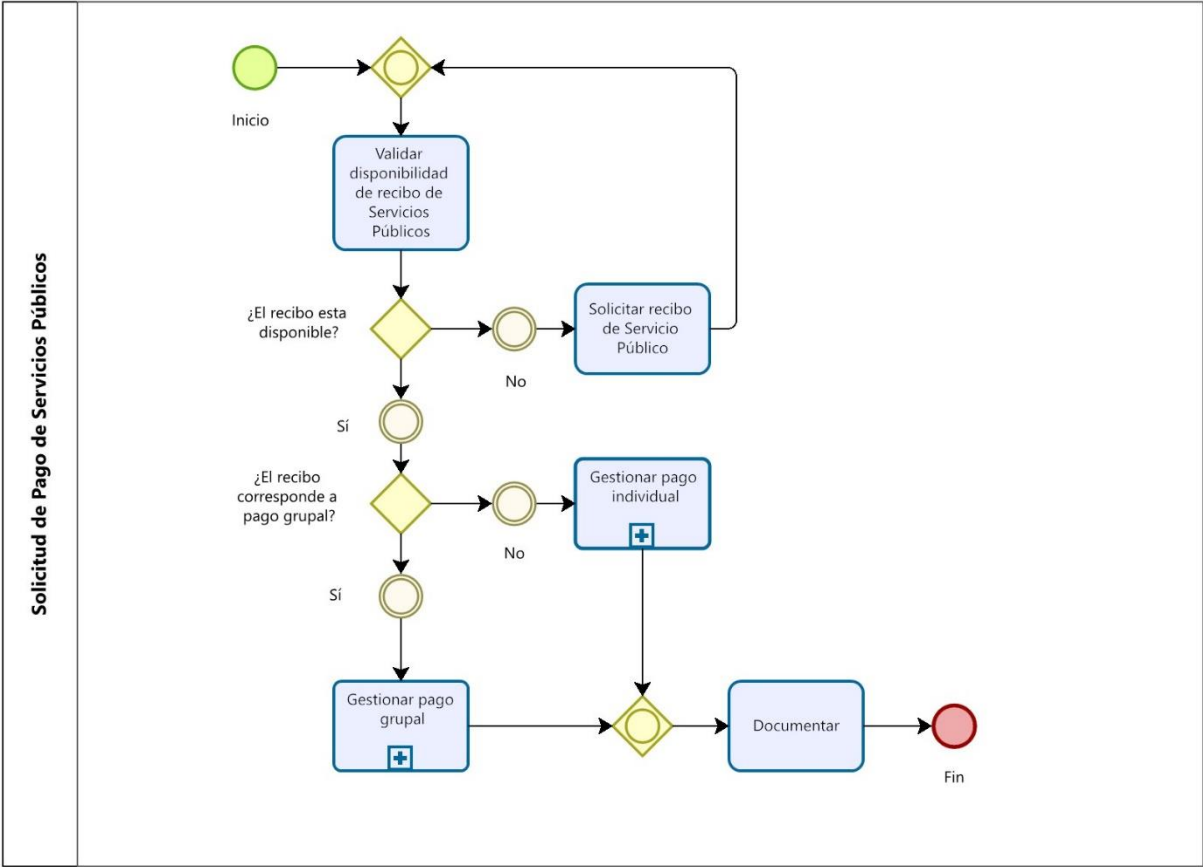 Solicitud de Pago de Servicios Públicos
Inicio
Validar
disponibilidad
de recibo de
Servicios
Públicos
¿El recibo esta
disponible?
No
Solicitar recibo
de Servicio
Público
Sí
¿El recibo
corresponde a
pago grupal?
No
Gestionar pago
individual
Sí
Gestionar pago
grupal
Documentar
Fin